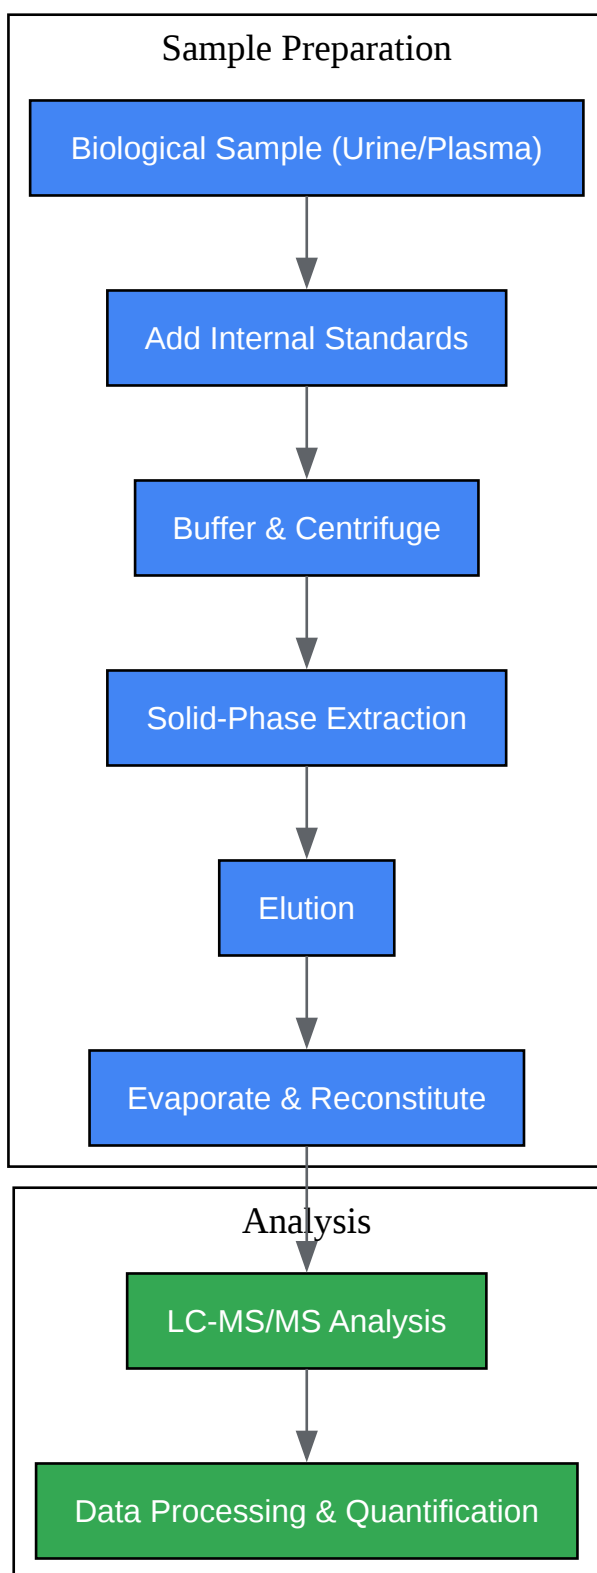 Sample Preparation
Biological Sample (Urine/Plasma)
Add Internal Standards
Buffer & Centrifuge
Solid-Phase Extraction
Elution
Evaporate & Reconstitute
Analysis
LC-MS/MS Analysis
Data Processing & Quantification